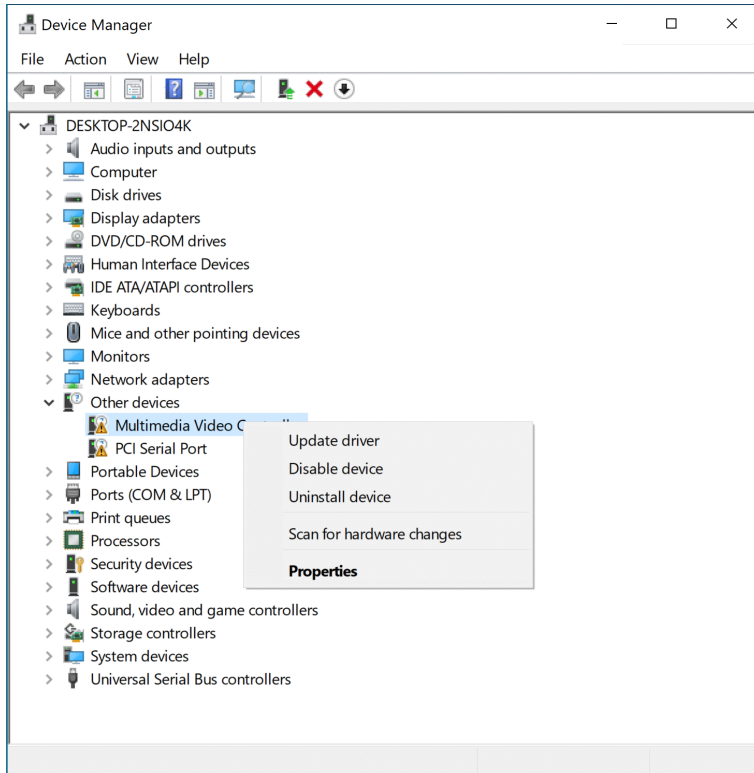 Device Manager
File Action View Help
DESKTOP-2NSIO4K
Audio inputs and outputs
Computer
Disk drives
Display adapters
DVD/CD-ROM drives
Human Interface Devices
IDE ATA/ATAPI controllers
Keyboards
Mice and other pointing devices
Monitors
Network adapters
Other devices
Multimedia Video
PCI Serial Port
Portable Devices
Ports (COM & LPT)
Print queues
Processors
Security devices
Software devices
Sound, video and game controllers
Storage controllers
System devices
Universal Serial Bus controllers
Update driver
Disable device
Uninstall device
Scan for hardware changes
Properties